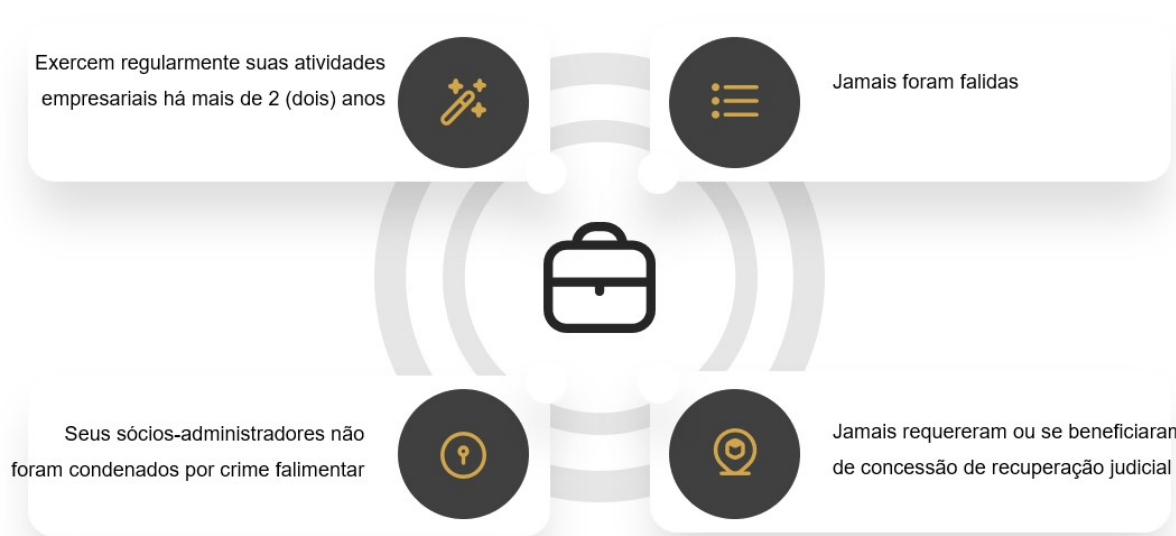 Exercem regularmente suas atividades
empresariais há mais de 2 (dois) anos
Jamais foram falidas
Seus sócios-administradores não
foram condenados por crime falimentar
Jamais requereram ou se beneficiaram
de concessão de recuperação judicial